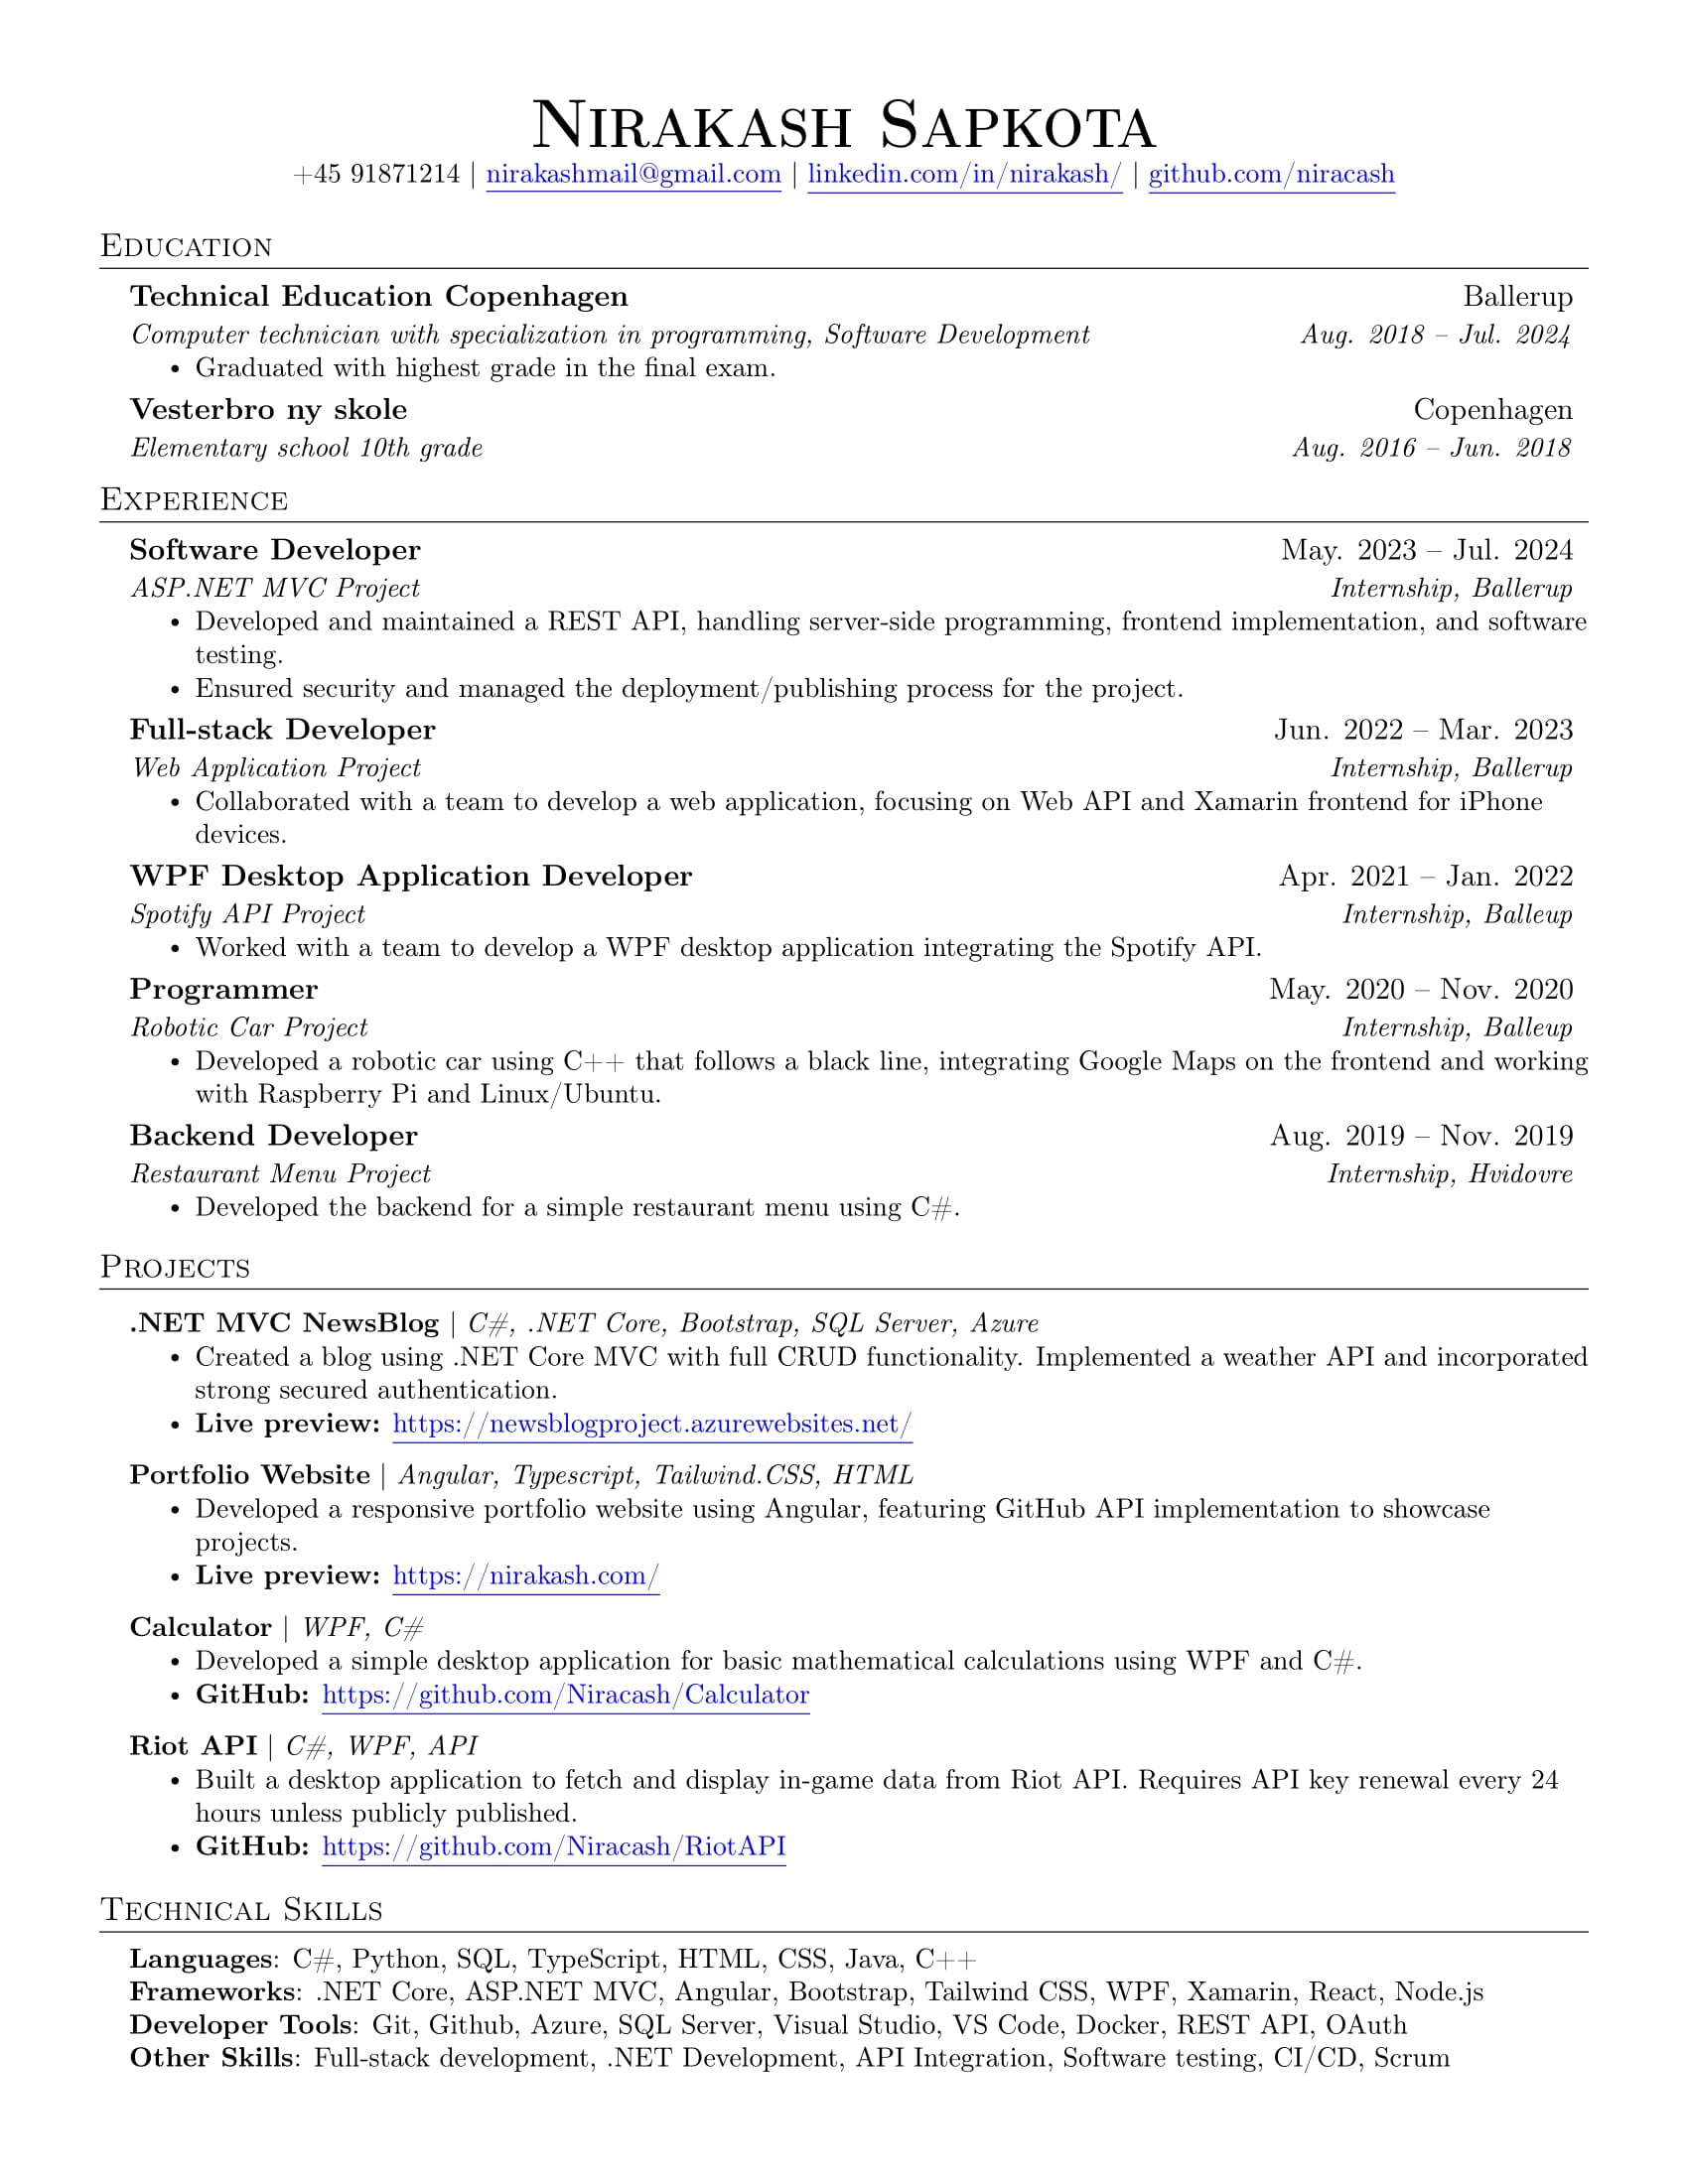 Nirakash Sapkota
+45 91871214 | nirakashmail@gmail.com | linkedin.com/in/nirakash/ | github.com/niracash
Education
Technical Education Copenhagen Ballerup
Computer technician with specialization in programming, Software Development Aug. 2018 – Jul. 2024
• Graduated with highest grade in the final exam.
Vesterbro ny skole Copenhagen
Elementary school 10th grade Aug. 2016 – Jun. 2018
Experience
Software Developer May. 2023 – Jul. 2024
ASP.NET MVC Project Internship, Ballerup
• Developed and maintained a REST API, handling server-side programming, frontend implementation, and software
testing.
• Ensured security and managed the deployment/publishing process for the project.
Full-stack Developer Jun. 2022 – Mar. 2023
Web Application Project Internship, Ballerup
• Collaborated with a team to develop a web application, focusing on Web API and Xamarin frontend for iPhone
devices.
WPF Desktop Application Developer Apr. 2021 – Jan. 2022
Spotify API Project Internship, Balleup
• Worked with a team to develop a WPF desktop application integrating the Spotify API.
Programmer May. 2020 – Nov. 2020
Robotic Car Project Internship, Balleup
• Developed a robotic car using C++ that follows a black line, integrating Google Maps on the frontend and working
with Raspberry Pi and Linux/Ubuntu.
Backend Developer Aug. 2019 – Nov. 2019
Restaurant Menu Project Internship, Hvidovre
• Developed the backend for a simple restaurant menu using C#.
Projects
.NET MVC NewsBlog | C#, .NET Core, Bootstrap, SQL Server, Azure
• Created a blog using .NET Core MVC with full CRUD functionality. Implemented a weather API and incorporated
strong secured authentication.
• Live preview: https://newsblogproject.azurewebsites.net/
Portfolio Website | Angular, Typescript, Tailwind.CSS, HTML
• Developed a responsive portfolio website using Angular, featuring GitHub API implementation to showcase
projects.
• Live preview: https://nirakash.com/
Calculator | WPF, C#
• Developed a simple desktop application for basic mathematical calculations using WPF and C#.
• GitHub: https://github.com/Niracash/Calculator
Riot API | C#, WPF, API
• Built a desktop application to fetch and display in-game data from Riot API. Requires API key renewal every 24
hours unless publicly published.
• GitHub: https://github.com/Niracash/RiotAPI
Technical Skills
Languages: C#, Python, SQL, TypeScript, HTML, CSS, Java, C++
Frameworks: .NET Core, ASP.NET MVC, Angular, Bootstrap, Tailwind CSS, WPF, Xamarin, React, Node.js
Developer Tools: Git, Github, Azure, SQL Server, Visual Studio, VS Code, Docker, REST API, OAuth
Other Skills: Full-stack development, .NET Development, API Integration, Software testing, CI/CD, Scrum